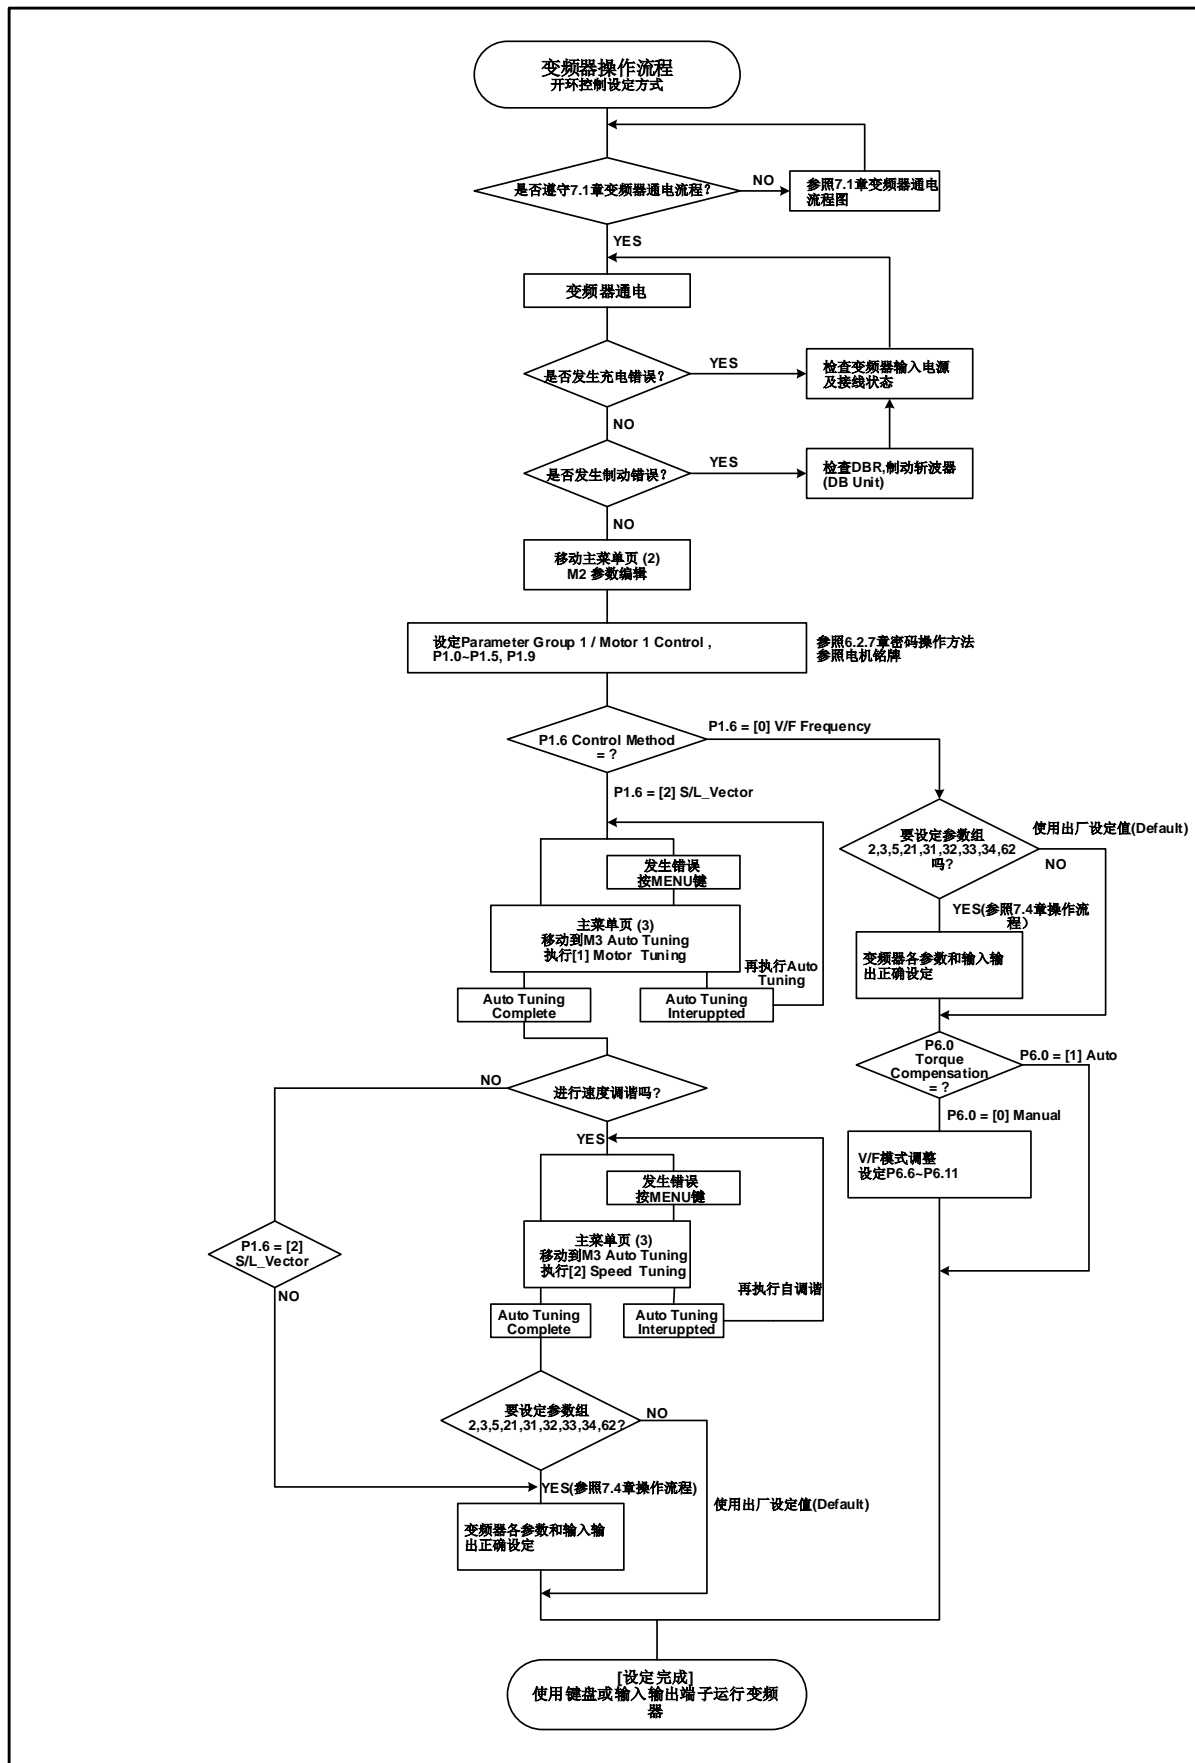 变频器操作流程
开环控制设定方式
是否遵守7.1章变频器通电流程？
NO
参照7.1章变频器通电
流程图
YES
变频器通电
是否发生充电错误？
YES
检查变频器输入电源
及接线状态
NO
是否发生制动错误？
YES
检查DBR,制动斩波器
(DB Unit)
NO
移动主菜单页 (2)
M2 参数编辑
设定Parameter Group 1 / Motor 1 Control ,
P1.0~P1.5, P1.9
参照6.2.7章密码操作方法
参照电机铭牌
P1.6 Control Method
= ?
P1.6 = [0] V/F Frequency
P1.6 = [2] S/L_Vector
发生错误
按MENU键
主菜单页 (3)
移动到M3 Auto Tuning
执行[1] Motor Tuning
再执行Auto
Tuning
Auto Tuning
Complete
Auto Tuning
Interuppted
要设定参数组
2,3,5,21,31,32,33,34,62
吗?
使用出厂设定值(Default)
NO
YES(参照7.4章操作流
程）
变频器各参数和输入输
出正确设定
P6.0
Torque
Compensation
= ?
P6.0 = [1] Auto
P6.0 = [0] Manual
V/F模式调整
设定P6.6~P6.11
进行速度调谐吗?
NO
YES
发生错误
按MENU键
主菜单页 (3)
移动到M3 Auto Tuning
执行[2] Speed Tuning
再执行自调谐
Auto Tuning
Complete
Auto Tuning
Interuppted
P1.6 = [2]
S/L_Vector
NO
要设定参数组
2,3,5,21,31,32,33,34,62?
NO
YES(参照7.4章操作流程)
使用出厂设定值(Default)
变频器各参数和输入输
出正确设定
[设定完成]
使用键盘或输入输出端子运行变频
器